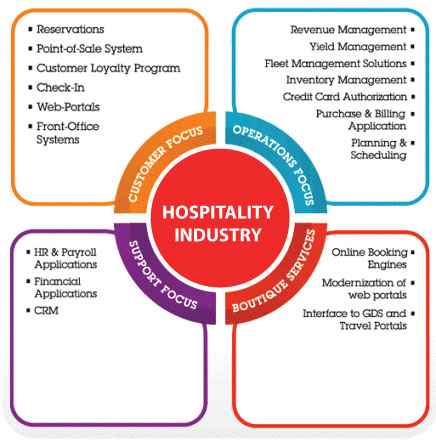 Reservations
Point-of-Sale System
Customer Loyalty Program
Check-In
Web-Portals
Front-Office
Systems
Revenue Management
Yield Management
Fleet Management Solutions
Inventory Management
Credit Card Authorization
Purchase & Billing
Application
Planning &
Scheduling
CUSTOMER FOCUS
OPERATIONS FOCUS
HOSPITALITY
INDUSTRY
SUPPORT FOCUS
BOUTIQUE SERVICES
HR & Payroll
Applications
Financial
Applications
CRM
Online Booking
Engines
Modernization of
web portals
Interface to GDS and
Travel Portals